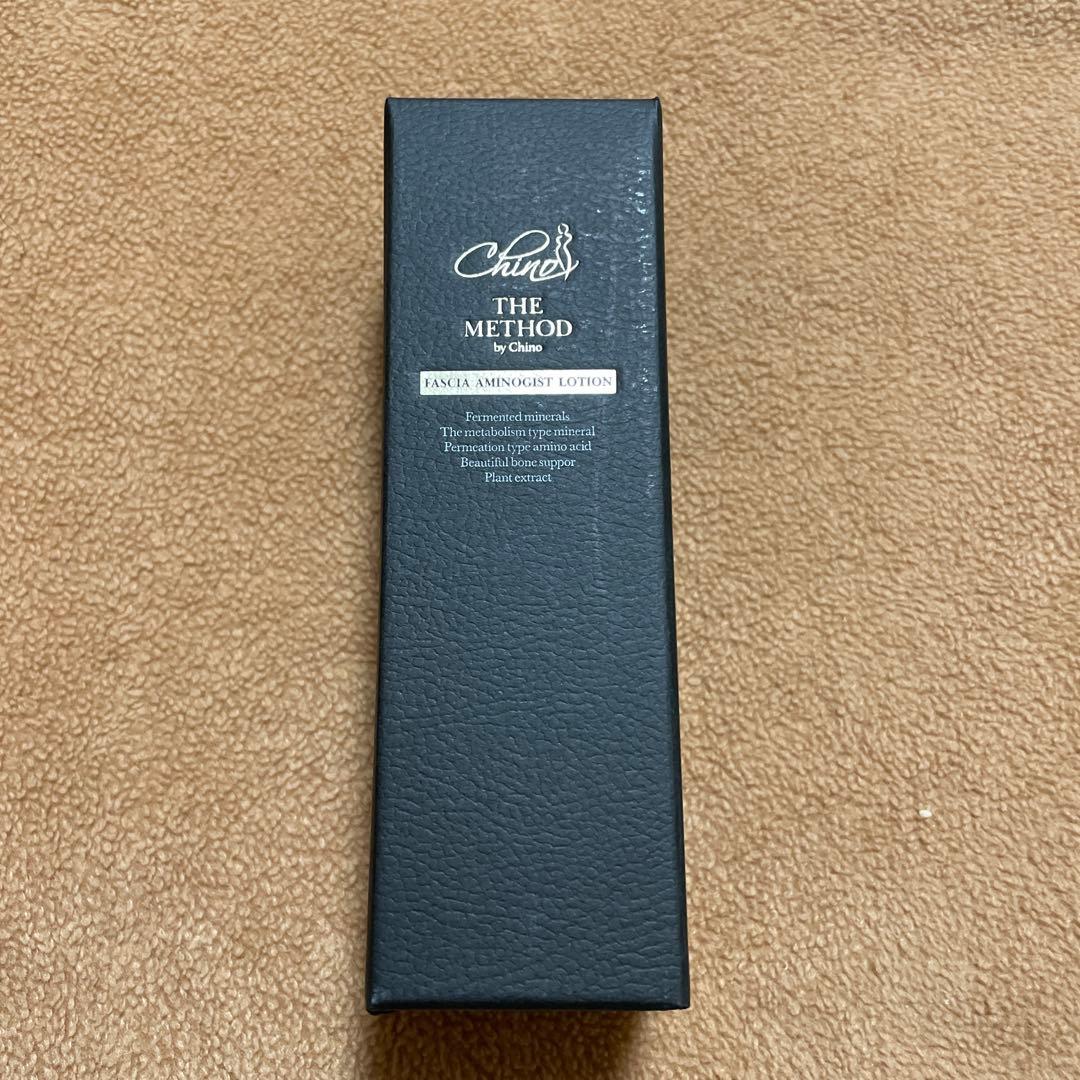 Chino
THE
METHOD
by Chino
FASCIA AMINOGIST LOTION
Fermented minerals
The metabolism type mineral
Permeation type amino acid
Beautiful bone suppor
Plant extract